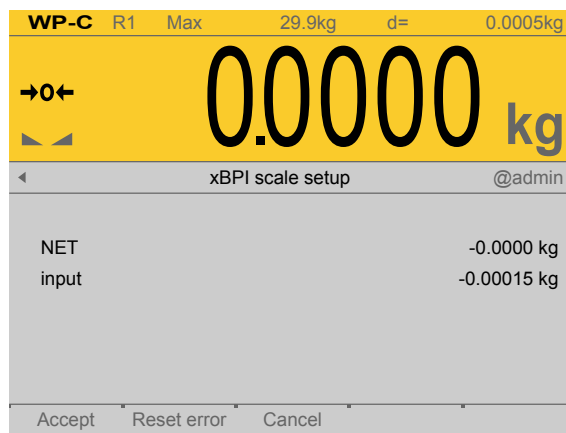 WP-C R1 Max 29.9kg d= 0.0005kg
→0← 0.0000 kg
xBPI scale setup @admin
NET -0.0000 kg
input -0.00015 kg
Accept Reset error Cancel